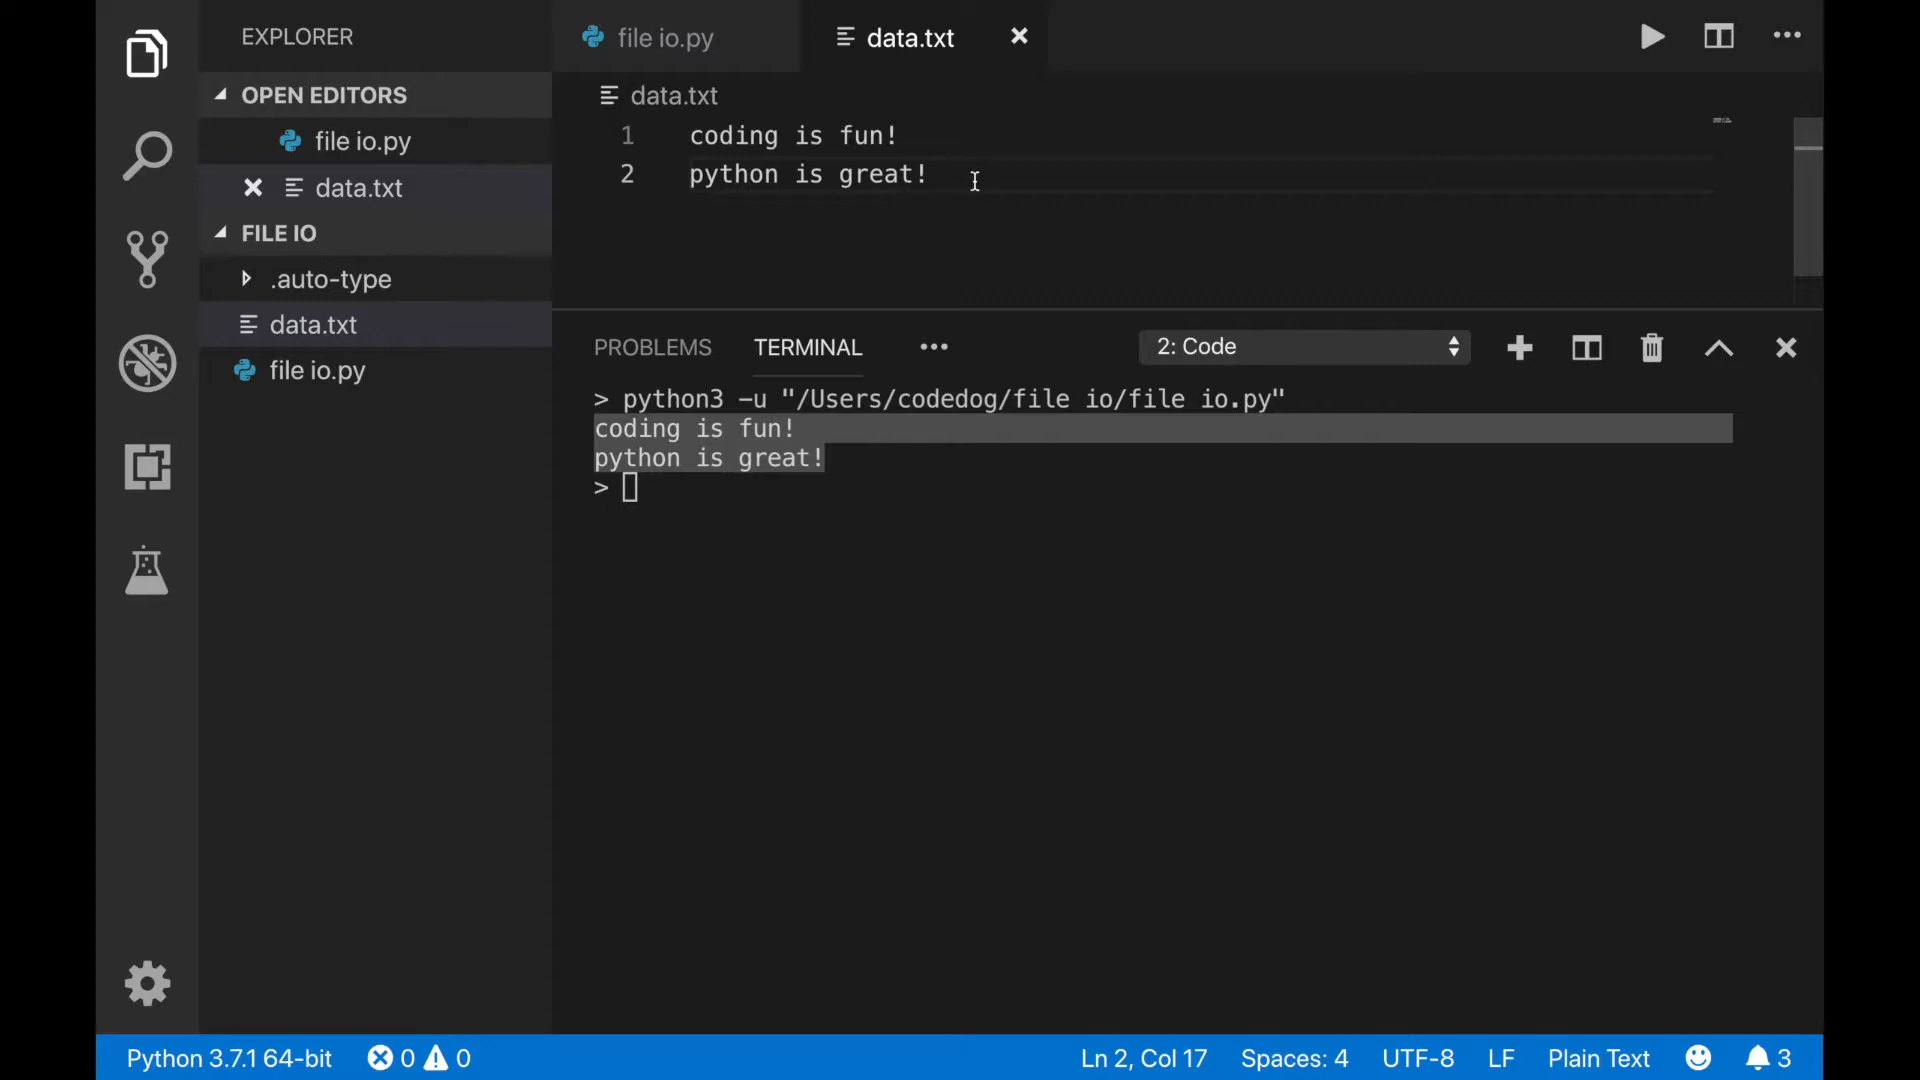 EXPLORER
OPEN EDITORS
file io.py
data.txt
FILE IO
.auto-type
data.txt
file io.py
file io.py
data.txt
data.txt
1 coding is fun!
2 python is great!
PROBLEMS TERMINAL
2: Code
> python3 -u "/Users/codedog/file io/file io.py"
coding is fun!
python is great!
>
Python 3.7.1 64-bit 0 0 Ln 2, Col 17 Spaces: 4 UTF-8 LF Plain Text 3